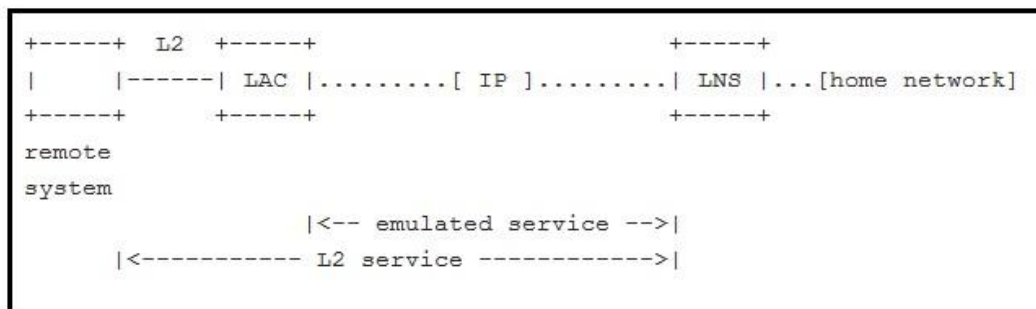 +-----+  L2  +-----+                        +-----+
|     |------| LAC |.........[ IP ].........| LNS |...[home network]
+-----+      +-----+                        +-----+
remote
system
                   |<-- emulated service -->|
      |<----------- L2 service ------------>|